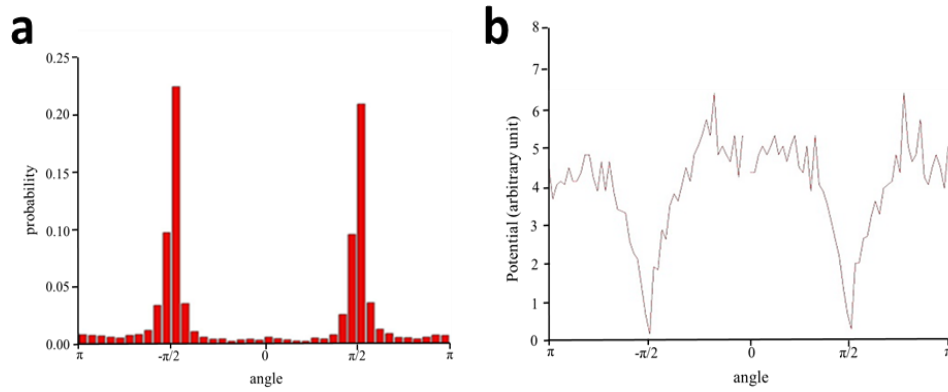 a
0.25
0.20
0.15
0.10
0.05
0.00
probability
π -π/2 0 π/2 π
angle
b
8
7
6
5
4
3
2
1
0
Potential (arbitrary unit)
π -π/2 0 π/2 π
angle